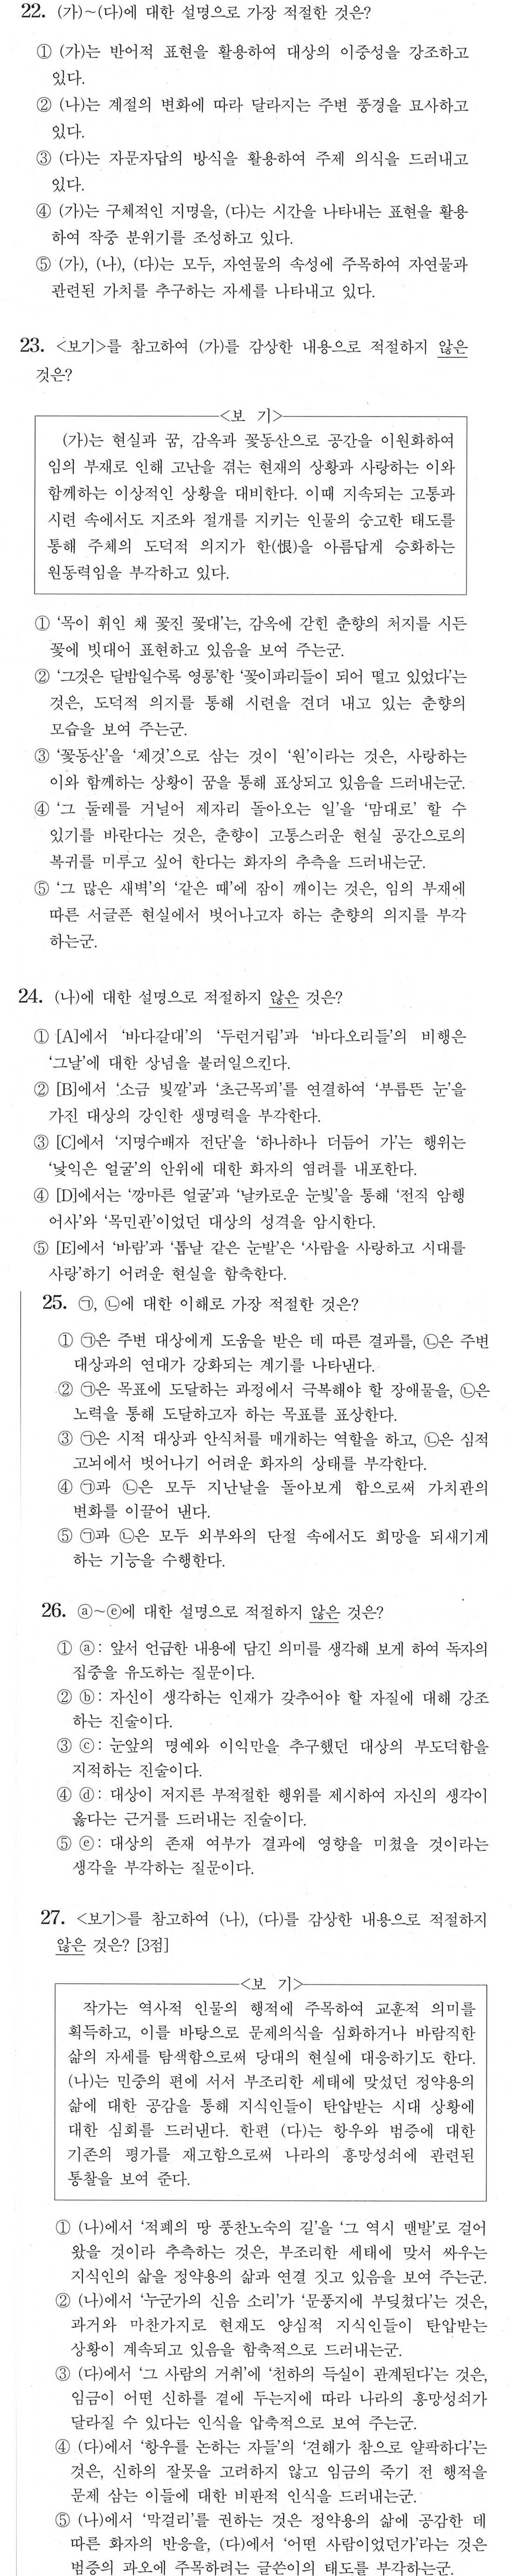 22. (가)~(다)에 대한 설명으로 가장 적절한 것은?
① (가)는 반어적 표현을 활용하여 대상의 이중성을 강조하고
있다.
② (나)는 계절의 변화에 따라 달라지는 주변 풍경을 묘사하고
있다.
③ (다)는 자문자답의 방식을 활용하여 주제 의식을 드러내고
있다.
④ (가)는 구체적인 지명을, (다)는 시간을 나타내는 표현을 활용
하여 작중 분위기를 조성하고 있다.
⑤ (가), (나), (다)는 모두, 자연물의 속성에 주목하여 자연물과
관련된 가치를 추구하는 자세를 나타내고 있다.
23. <보기>를 참고하여 (가)를 감상한 내용으로 적절하지 않은
것은?
<보 기>
(가)는 현실과 꿈, 감옥과 꽃동산으로 공간을 이원화하여
임의 부재로 인해 고난을 겪는 현재의 상황과 사랑하는 이와
함께하는 이상적인 상황을 대비한다. 이때 지속되는 고통과
시련 속에서도 지조와 절개를 지키는 인물의 숭고한 태도를
통해 주체의 도덕적 의지가 한(恨)을 아름답게 승화하는
원동력임을 부각하고 있다.
① ‘목이 휘인 채 꽃진 꽃대’는, 감옥에 갇힌 춘향의 처지를 시든
꽃에 빗대어 표현하고 있음을 보여 주는군.
② ‘그것은 달밤일수록 영롱’한 ‘꽃이파리들이 되어 떨고 있었다’는
것은, 도덕적 의지를 통해 시련을 견뎌 내고 있는 춘향의
모습을 보여 주는군.
③ ‘꽃동산’을 ‘제것’으로 삼는 것이 ‘원’이라는 것은, 사랑하는
이와 함께하는 상황이 꿈을 통해 표상되고 있음을 드러내는군.
④ ‘그 둘레를 거닐어 제자리 돌아오는 일’을 ‘맘대로’ 할 수
있기를 바란다는 것은, 춘향이 고통스러운 현실 공간으로의
복귀를 미루고 싶어 한다는 화자의 추측을 드러내는군.
⑤ ‘그 많은 새벽’의 ‘같은 때’에 잠이 깨이는 것은, 임의 부재에
따른 서글픈 현실에서 벗어나고자 하는 춘향의 의지를 부각
하는군.
24. (나)에 대한 설명으로 적절하지 않은 것은?
① [A]에서 ‘바다갈대’의 ‘두런거림’과 ‘바다오리들’의 비행은
‘그날’에 대한 상념을 불러일으킨다.
② [B]에서 ‘소금 빛깔’과 ‘초근목피’를 연결하여 ‘부릅뜬 눈’을
가진 대상의 강인한 생명력을 부각한다.
③ [C]에서 ‘지명수배자 전단’을 ‘하나하나 더듬어 가’는 행위는
‘낯익은 얼굴’의 안위에 대한 화자의 염려를 내포한다.
④ [D]에서는 ‘깡마른 얼굴’과 ‘날카로운 눈빛’을 통해 ‘전직 암행
어사’와 ‘목민관’이었던 대상의 성격을 암시한다.
⑤ [E]에서 ‘바람’과 ‘톱날 같은 눈발’은 ‘사람을 사랑하고 시대를
사랑’하기 어려운 현실을 함축한다.
25. ㉠, ㉡에 대한 이해로 가장 적절한 것은?
① ㉠은 주변 대상에게 도움을 받은 데 따른 결과를, ㉡은 주변
대상과의 연대가 강화되는 계기를 나타낸다.
② ㉠은 목표에 도달하는 과정에서 극복해야 할 장애물을, ㉡은
노력을 통해 도달하고자 하는 목표를 표상한다.
③ ㉠은 시적 대상과 안식처를 매개하는 역할을 하고, ㉡은 심적
고뇌에서 벗어나기 어려운 화자의 상태를 부각한다.
④ ㉠과 ㉡은 모두 지난날을 돌아보게 함으로써 가치관의
변화를 이끌어 낸다.
⑤ ㉠과 ㉡은 모두 외부와의 단절 속에서도 희망을 되새기게
하는 기능을 수행한다.
26. ⓐ~ⓔ에 대한 설명으로 적절하지 않은 것은?
① ⓐ: 앞서 언급한 내용에 담긴 의미를 생각해 보게 하여 독자의
집중을 유도하는 질문이다.
② ⓑ: 자신이 생각하는 인재가 갖추어야 할 자질에 대해 강조
하는 진술이다.
③ ⓒ: 눈앞의 명예와 이익만을 추구했던 대상의 부도덕함을
지적하는 진술이다.
④ ⓓ: 대상이 저지른 부적절한 행위를 제시하여 자신의 생각이
옳다는 근거를 드러내는 진술이다.
⑤ ⓔ: 대상의 존재 여부가 결과에 영향을 미쳤을 것이라는
생각을 부각하는 질문이다.
27. <보기>를 참고하여 (나), (다)를 감상한 내용으로 적절하지
않은 것은? [3점]
<보 기>
작가는 역사적 인물의 행적에 주목하여 교훈적 의미를
획득하고, 이를 바탕으로 문제의식을 심화하거나 바람직한
삶의 자세를 탐색함으로써 당대의 현실에 대응하기도 한다.
(나)는 민중의 편에 서서 부조리한 세태에 맞섰던 정약용의
삶에 대한 공감을 통해 지식인들이 탄압받는 시대 상황에
대한 심회를 드러낸다. 한편 (다)는 항우와 범증에 대한
기존의 평가를 재고함으로써 나라의 흥망성쇠에 관련된
통찰을 보여 준다.
① (나)에서 ‘적폐의 땅 풍찬노숙의 길’을 ‘그 역시 맨발’로 걸어
왔을 것이라 추측하는 것은, 부조리한 세태에 맞서 싸우는
지식인의 삶을 정약용의 삶과 연결 짓고 있음을 보여 주는군.
② (나)에서 ‘누군가의 신음 소리’가 ‘문풍지에 부딪쳤다’는 것은,
과거와 마찬가지로 현재도 양심적 지식인들이 탄압받는
상황이 계속되고 있음을 함축적으로 드러내는군.
③ (다)에서 ‘그 사람의 거취’에 ‘천하의 득실이 관계된다’는 것은,
임금이 어떤 신하를 곁에 두는지에 따라 나라의 흥망성쇠가
달라질 수 있다는 인식을 압축적으로 보여 주는군.
④ (다)에서 ‘항우를 논하는 자들’의 ‘견해가 참으로 얄팍하다’는
것은, 신하의 잘못을 고려하지 않고 임금의 죽기 전 행적을
문제 삼는 이들에 대한 비판적 인식을 드러내는군.
⑤ (나)에서 ‘막걸리’를 권하는 것은 정약용의 삶에 공감한 데
따른 화자의 반응을, (다)에서 ‘어떤 사람이었던가’라는 것은
범증의 과오에 주목하려는 글쓴이의 태도를 부각하는군.